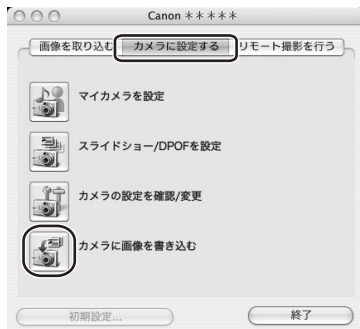 Canon ＊＊＊＊＊
画像を取り込む カメラに設定する リモート撮影を行う
マイカメラを設定
スライドショー/DPOFを設定
カメラの設定を確認/変更
カメラに画像を書き込む
初期設定... 終了